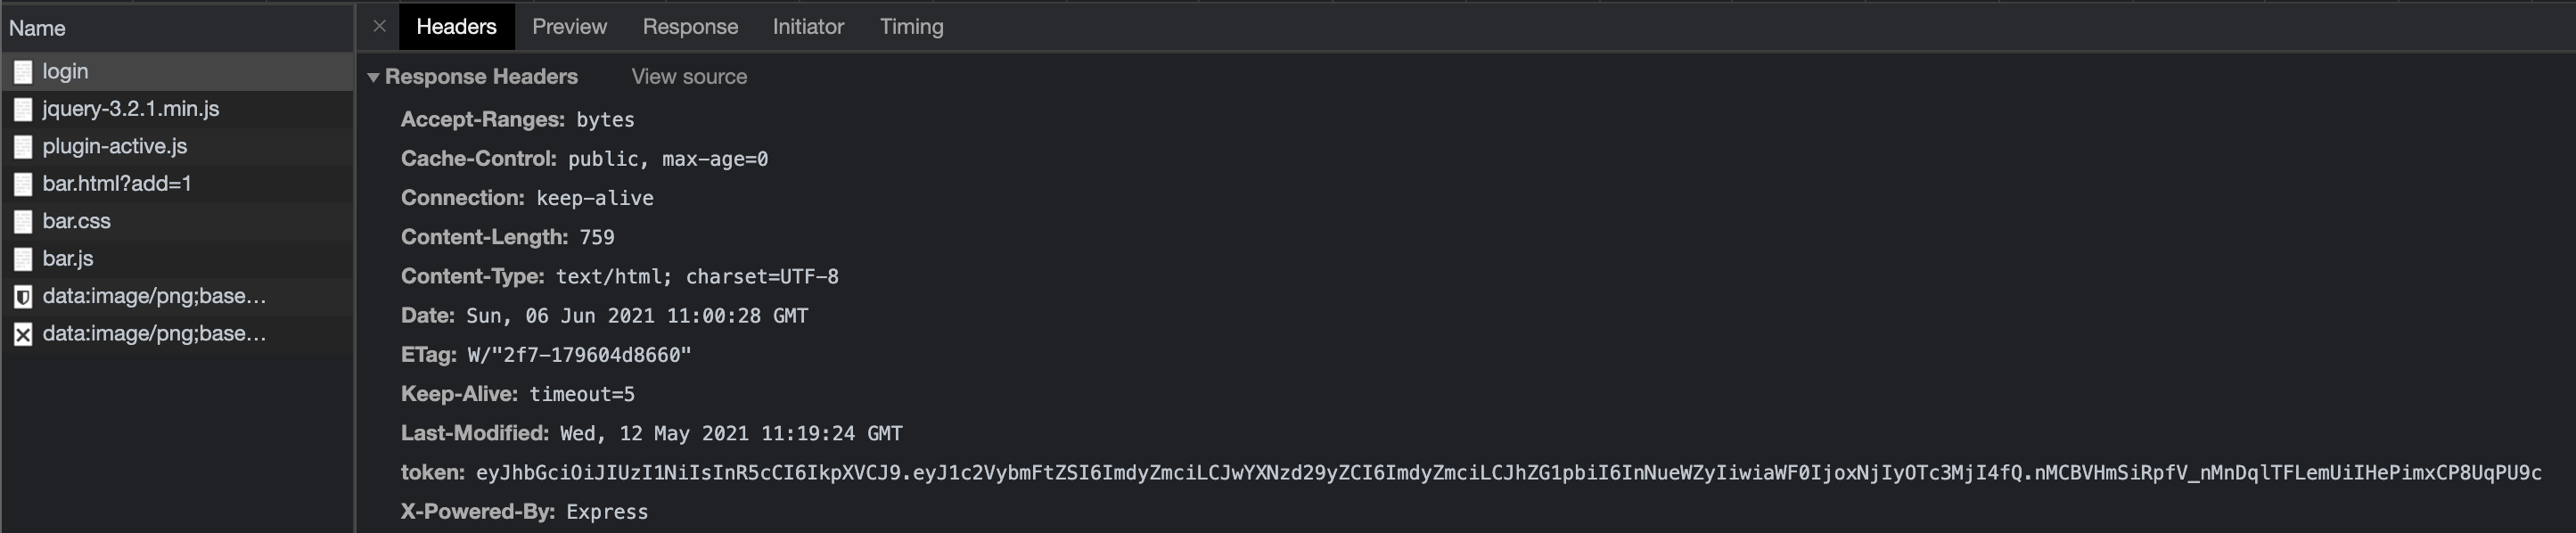 Name
login
jquery-3.2.1.min.js
plugin-active.js
bar.html?add=1
bar.css
bar.js
data:image/png;base…
data:image/png;base…
× Headers Preview Response Initiator Timing
▼ Response Headers View source
Accept-Ranges: bytes
Cache-Control: public, max-age=0
Connection: keep-alive
Content-Length: 759
Content-Type: text/html; charset=UTF-8
Date: Sun, 06 Jun 2021 11:00:28 GMT
ETag: W/"2f7-179604d8660"
Keep-Alive: timeout=5
Last-Modified: Wed, 12 May 2021 11:19:24 GMT
token: eyJhbGciOiJIUzI1NiIsInR5cCI6IkpXVCJ9.eyJ1c2VybmFtZSI6ImdyZmciLCJwYXNzd29yZCI6ImdyZmciLCJhZG1pbiI6InNueWZyIiwiaWF0IjoxNjIyOTc3MjI4fQ.nMCBVHmSiRpfV_nMnDqlTFLemUiIHePimxCP8UqPU9c
X-Powered-By: Express